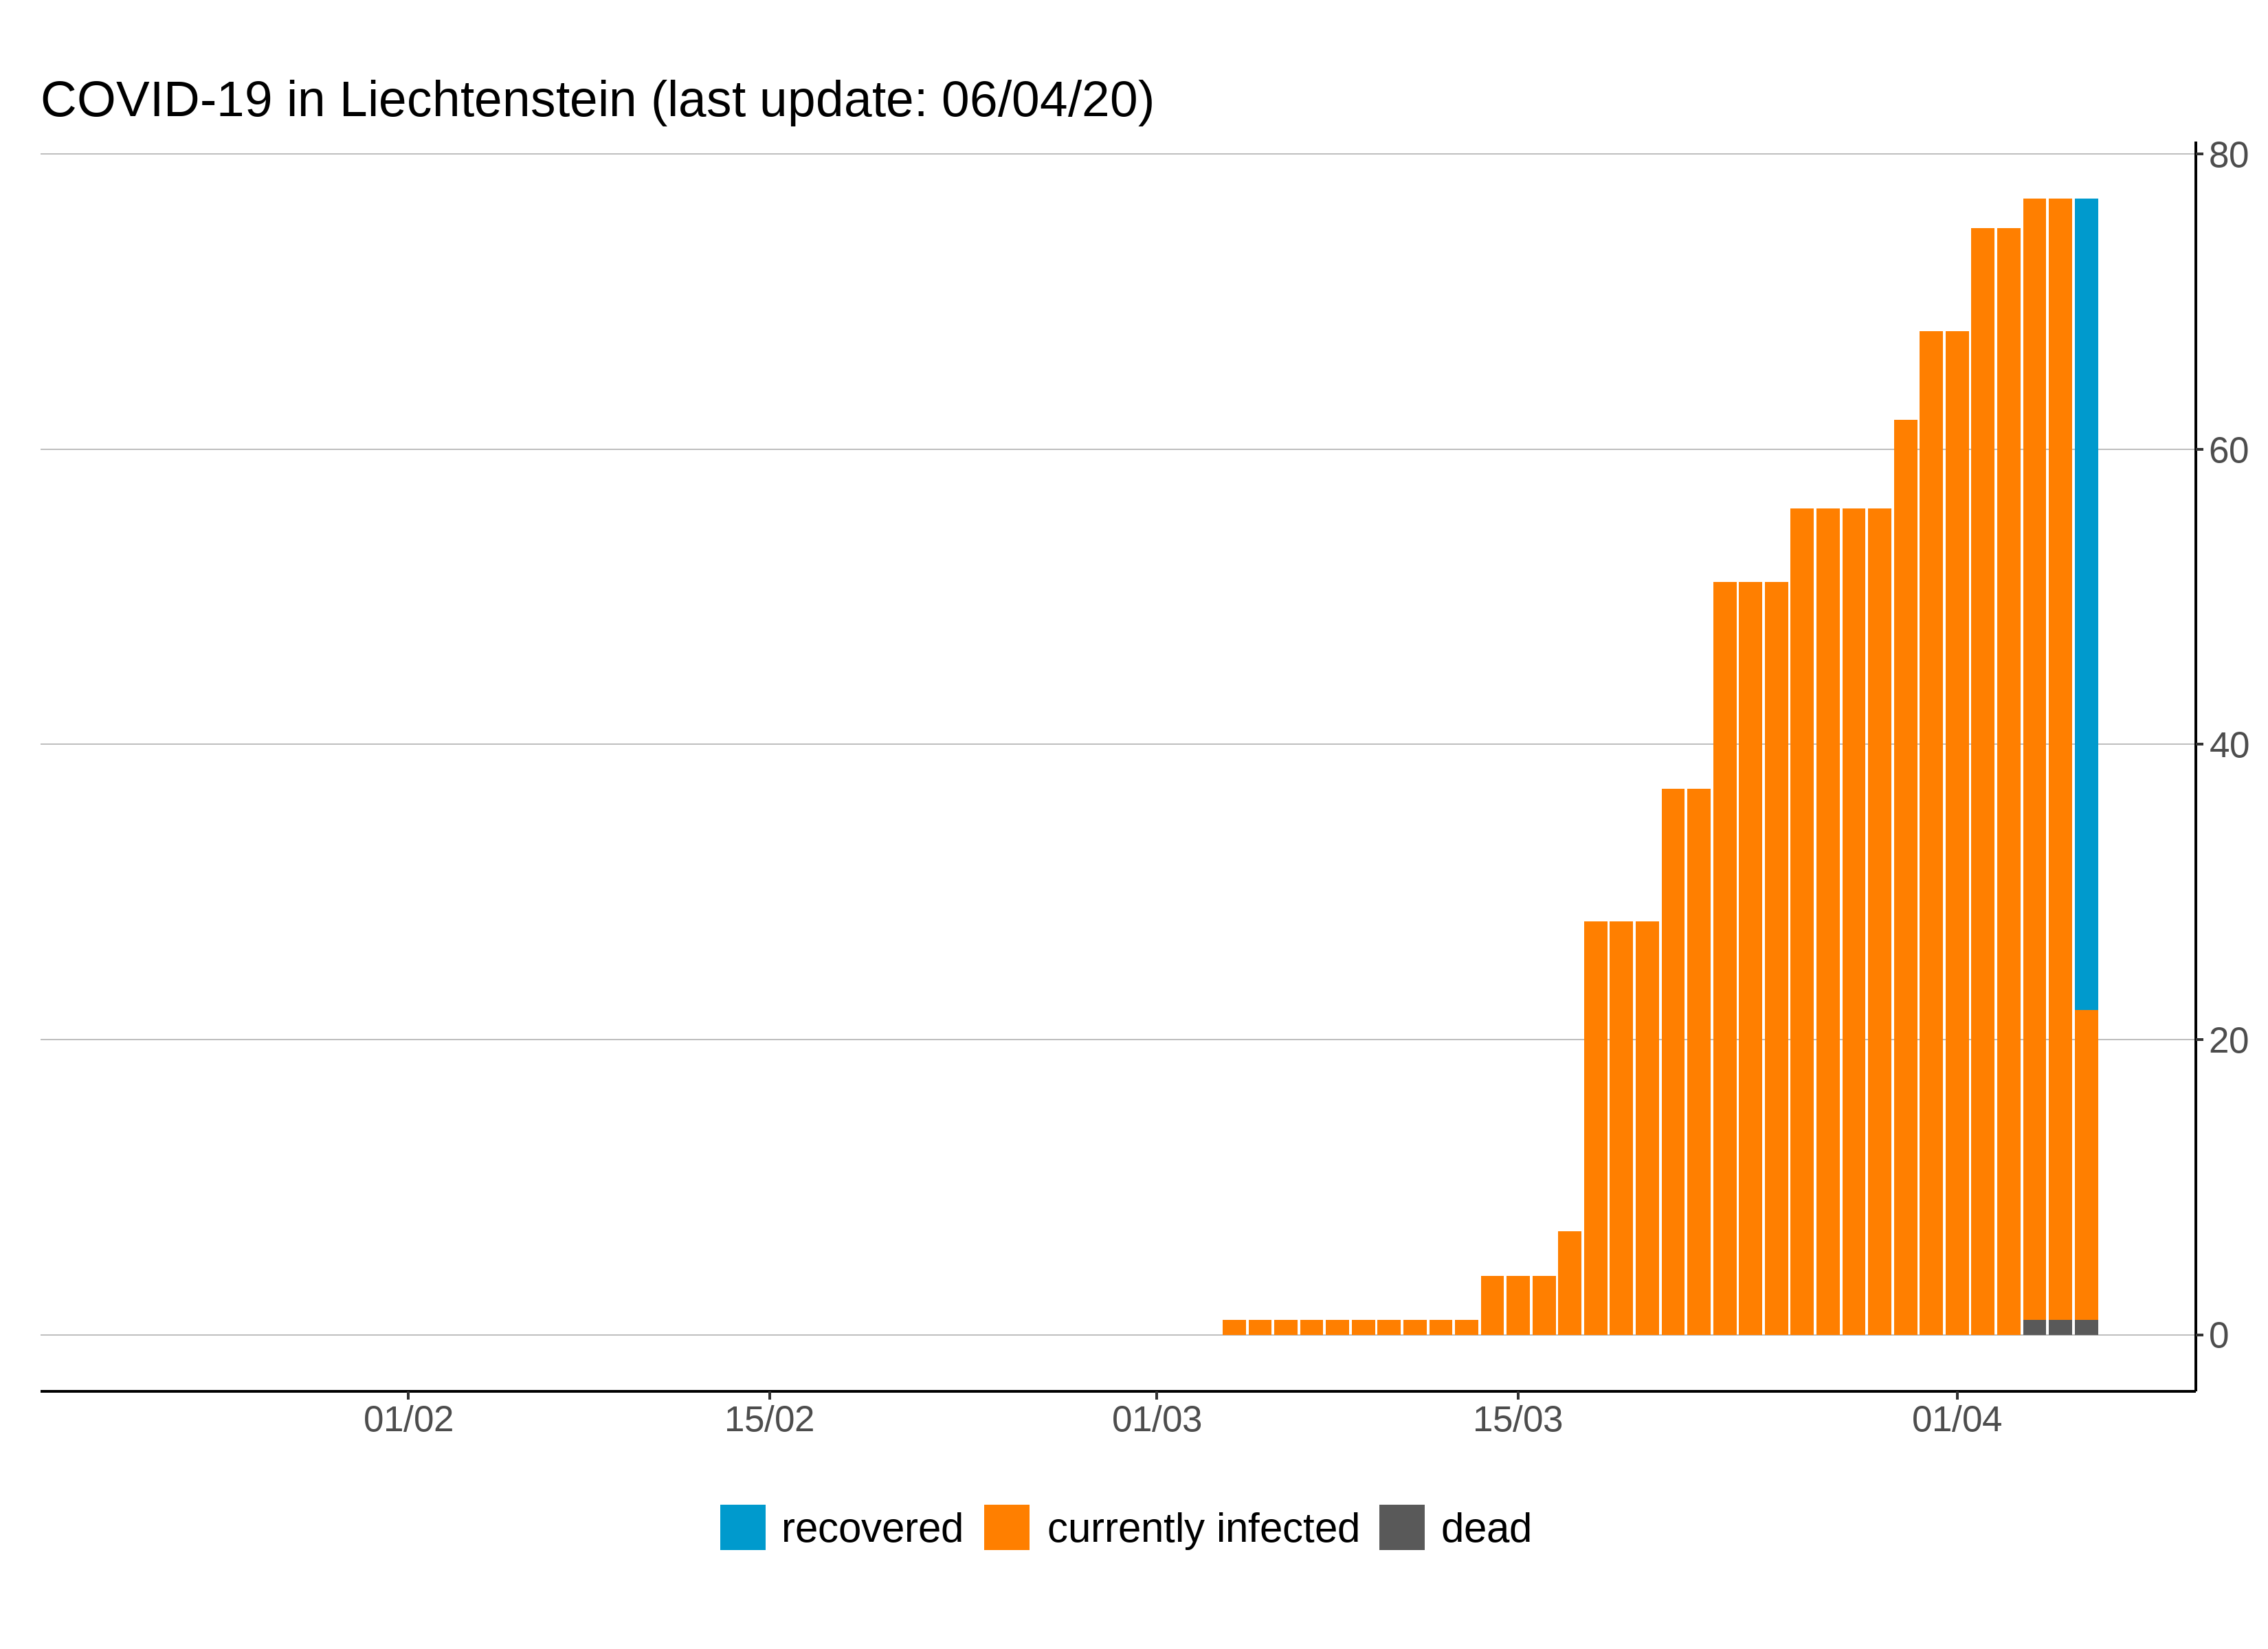 COVID-19 in Liechtenstein (last update: 06/04/20)
80
60
40
20
0
01/02 15/02 01/03 15/03 01/04
recovered currently infected dead